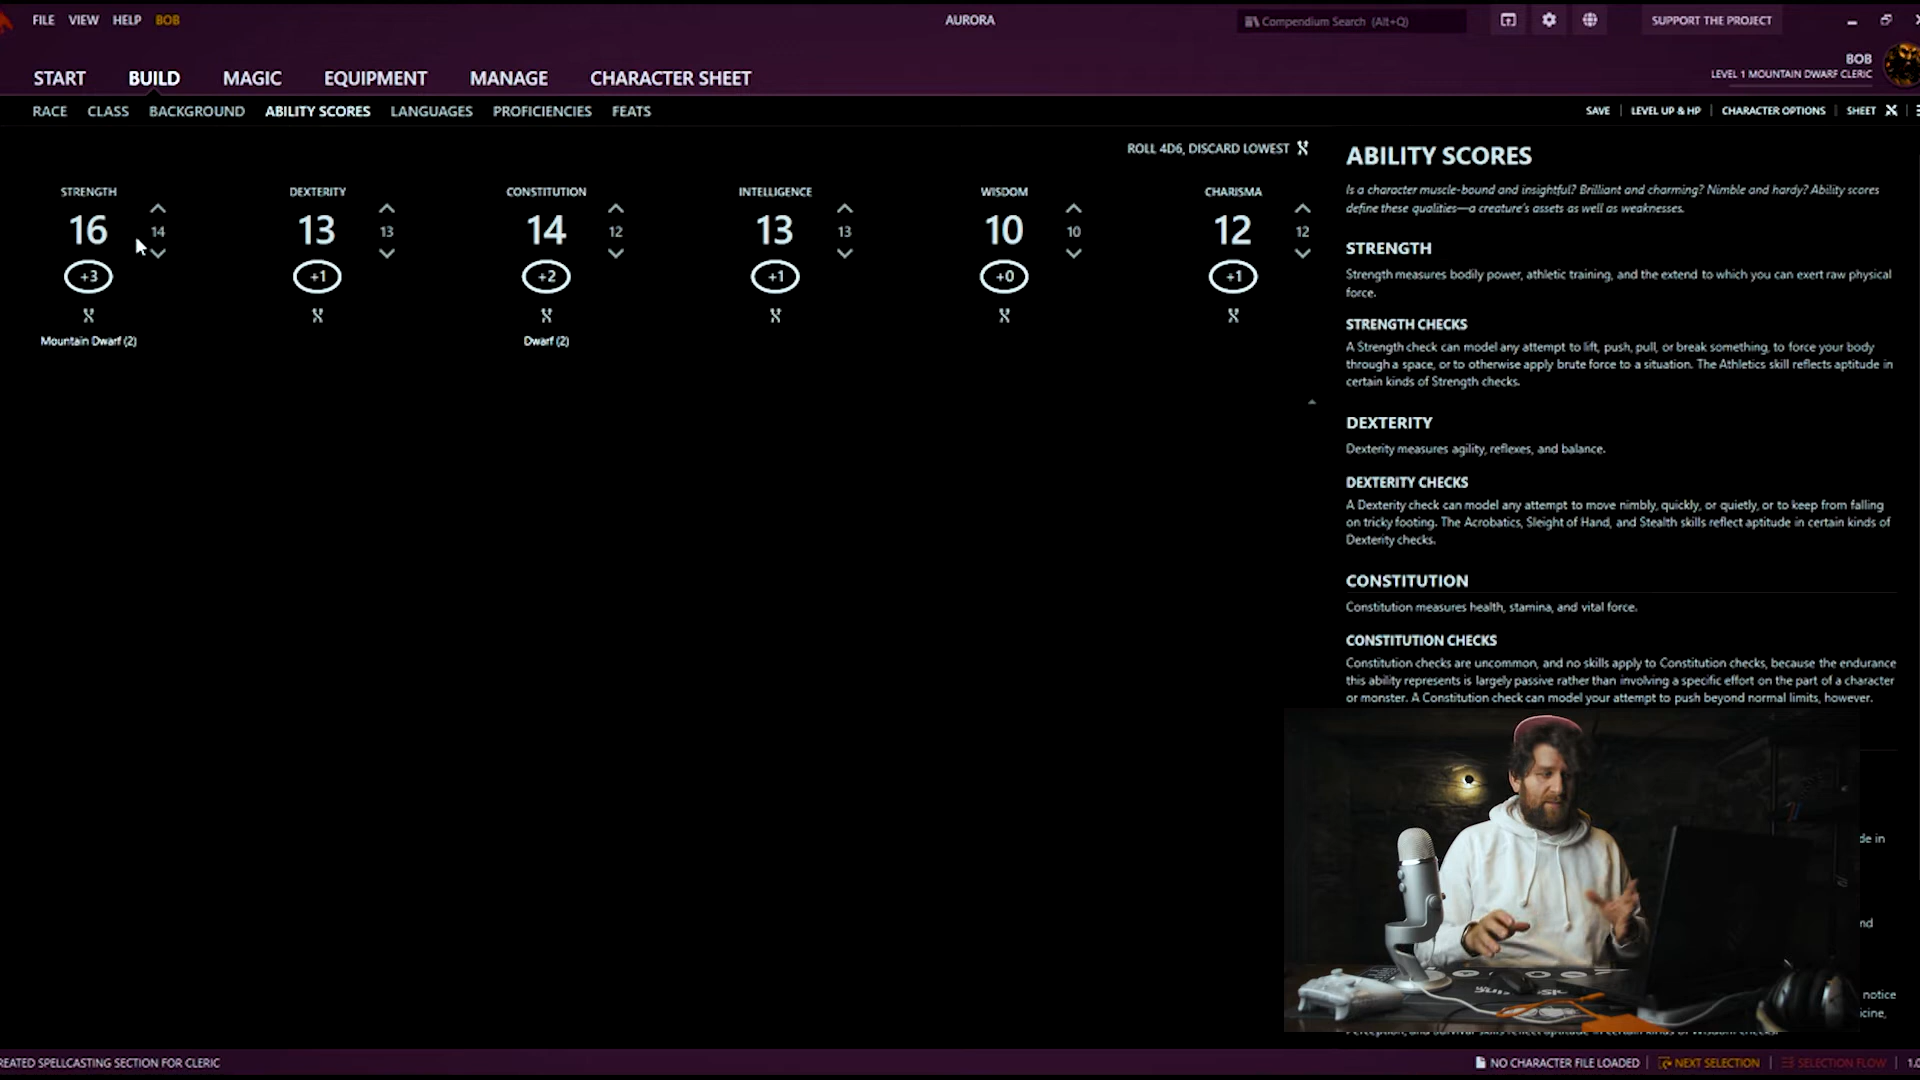 FILE VIEW HELP BOB
AURORA
Compendium Search (Alt+Q)
SUPPORT THE PROJECT
START BUILD MAGIC EQUIPMENT MANAGE CHARACTER SHEET
BOB
LEVEL 1 MOUNTAIN DWARF CLERIC
RACE CLASS BACKGROUND ABILITY SCORES LANGUAGES PROFICIENCIES FEATS
SAVE | LEVEL UP & HP | CHARACTER OPTIONS | SHEET
ROLL 4D6, DISCARD LOWEST
STRENGTH
16
14
+3
Mountain Dwarf (2)
DEXTERITY
13
13
+1
CONSTITUTION
14
12
+2
Dwarf (2)
INTELLIGENCE
13
13
+1
WISDOM
10
10
+0
CHARISMA
12
12
+1
ABILITY SCORES
Is a character muscle-bound and insightful? Brilliant and charming? Nimble and hardy? Ability scores
define these qualities—a creature's assets as well as weaknesses.
STRENGTH
Strength measures bodily power, athletic training, and the extend to which you can exert raw physical
force.
STRENGTH CHECKS
A Strength check can model any attempt to lift, push, pull, or break something, to force your body
through a space, or to otherwise apply brute force to a situation. The Athletics skill reflects aptitude in
certain kinds of Strength checks.
DEXTERITY
Dexterity measures agility, reflexes, and balance.
DEXTERITY CHECKS
A Dexterity check can model any attempt to move nimbly, quickly, or quietly, or to keep from falling
on tricky footing. The Acrobatics, Sleight of Hand, and Stealth skills reflect aptitude in certain kinds of
Dexterity checks.
CONSTITUTION
Constitution measures health, stamina, and vital force.
CONSTITUTION CHECKS
Constitution checks are uncommon, and no skills apply to Constitution checks, because the endurance
this ability represents is largely passive rather than involving a specific effort on the part of a character
or monster. A Constitution check can model your attempt to push beyond normal limits, however.
de in
nd
notice
icine,
REATED SPELLCASTING SECTION FOR CLERIC
NO CHARACTER FILE LOADED | NEXT SELECTION | SELECTION FLOW | 1.0